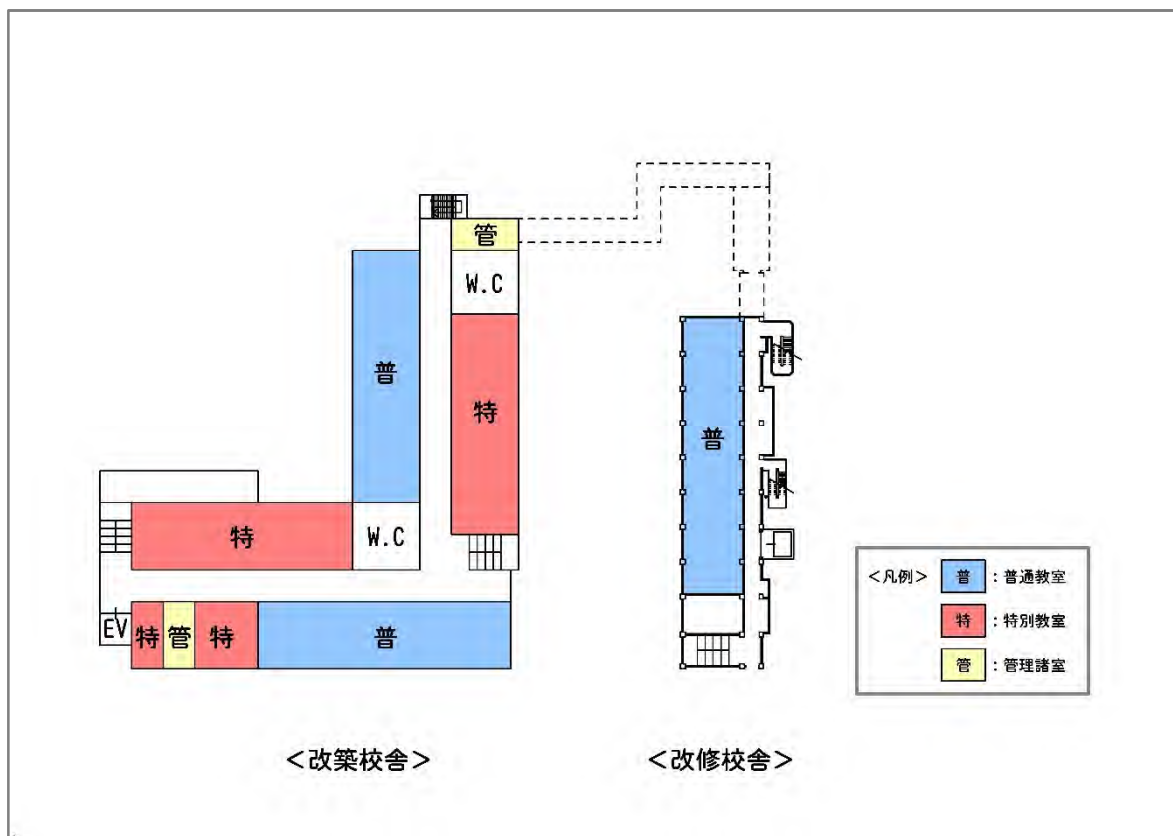 管
W.C
普
特
普
特
W.C
EV
特
管
特
普
<凡例>
普:普通教室
特:特別教室
管:管理諸室
<改築校舎>
<改修校舎>